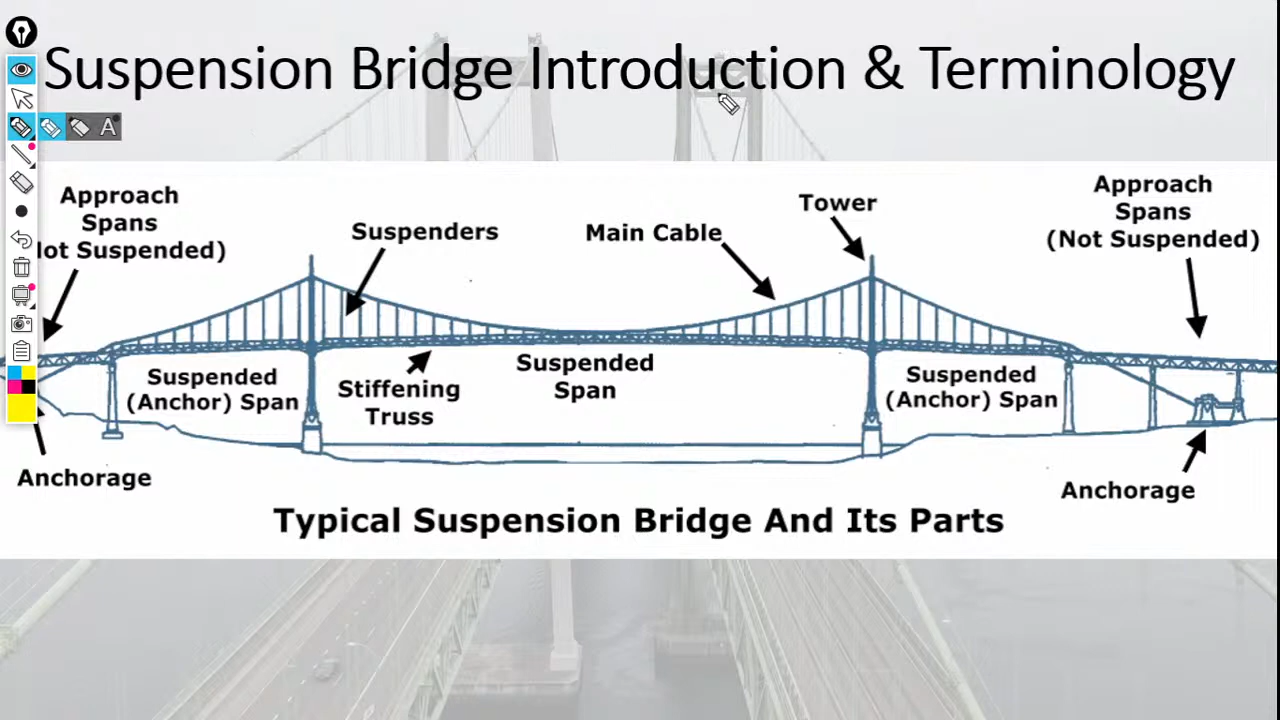 Suspension Bridge Introduction & Terminology
A
Approach
Spans
ot Suspended)
Suspenders
Main Cable
Tower
Approach
Spans
(Not Suspended)
Suspended
(Anchor) Span
Stiffening
Truss
Suspended
Span
Suspended
(Anchor) Span
Anchorage
Anchorage
Typical Suspension Bridge And Its Parts